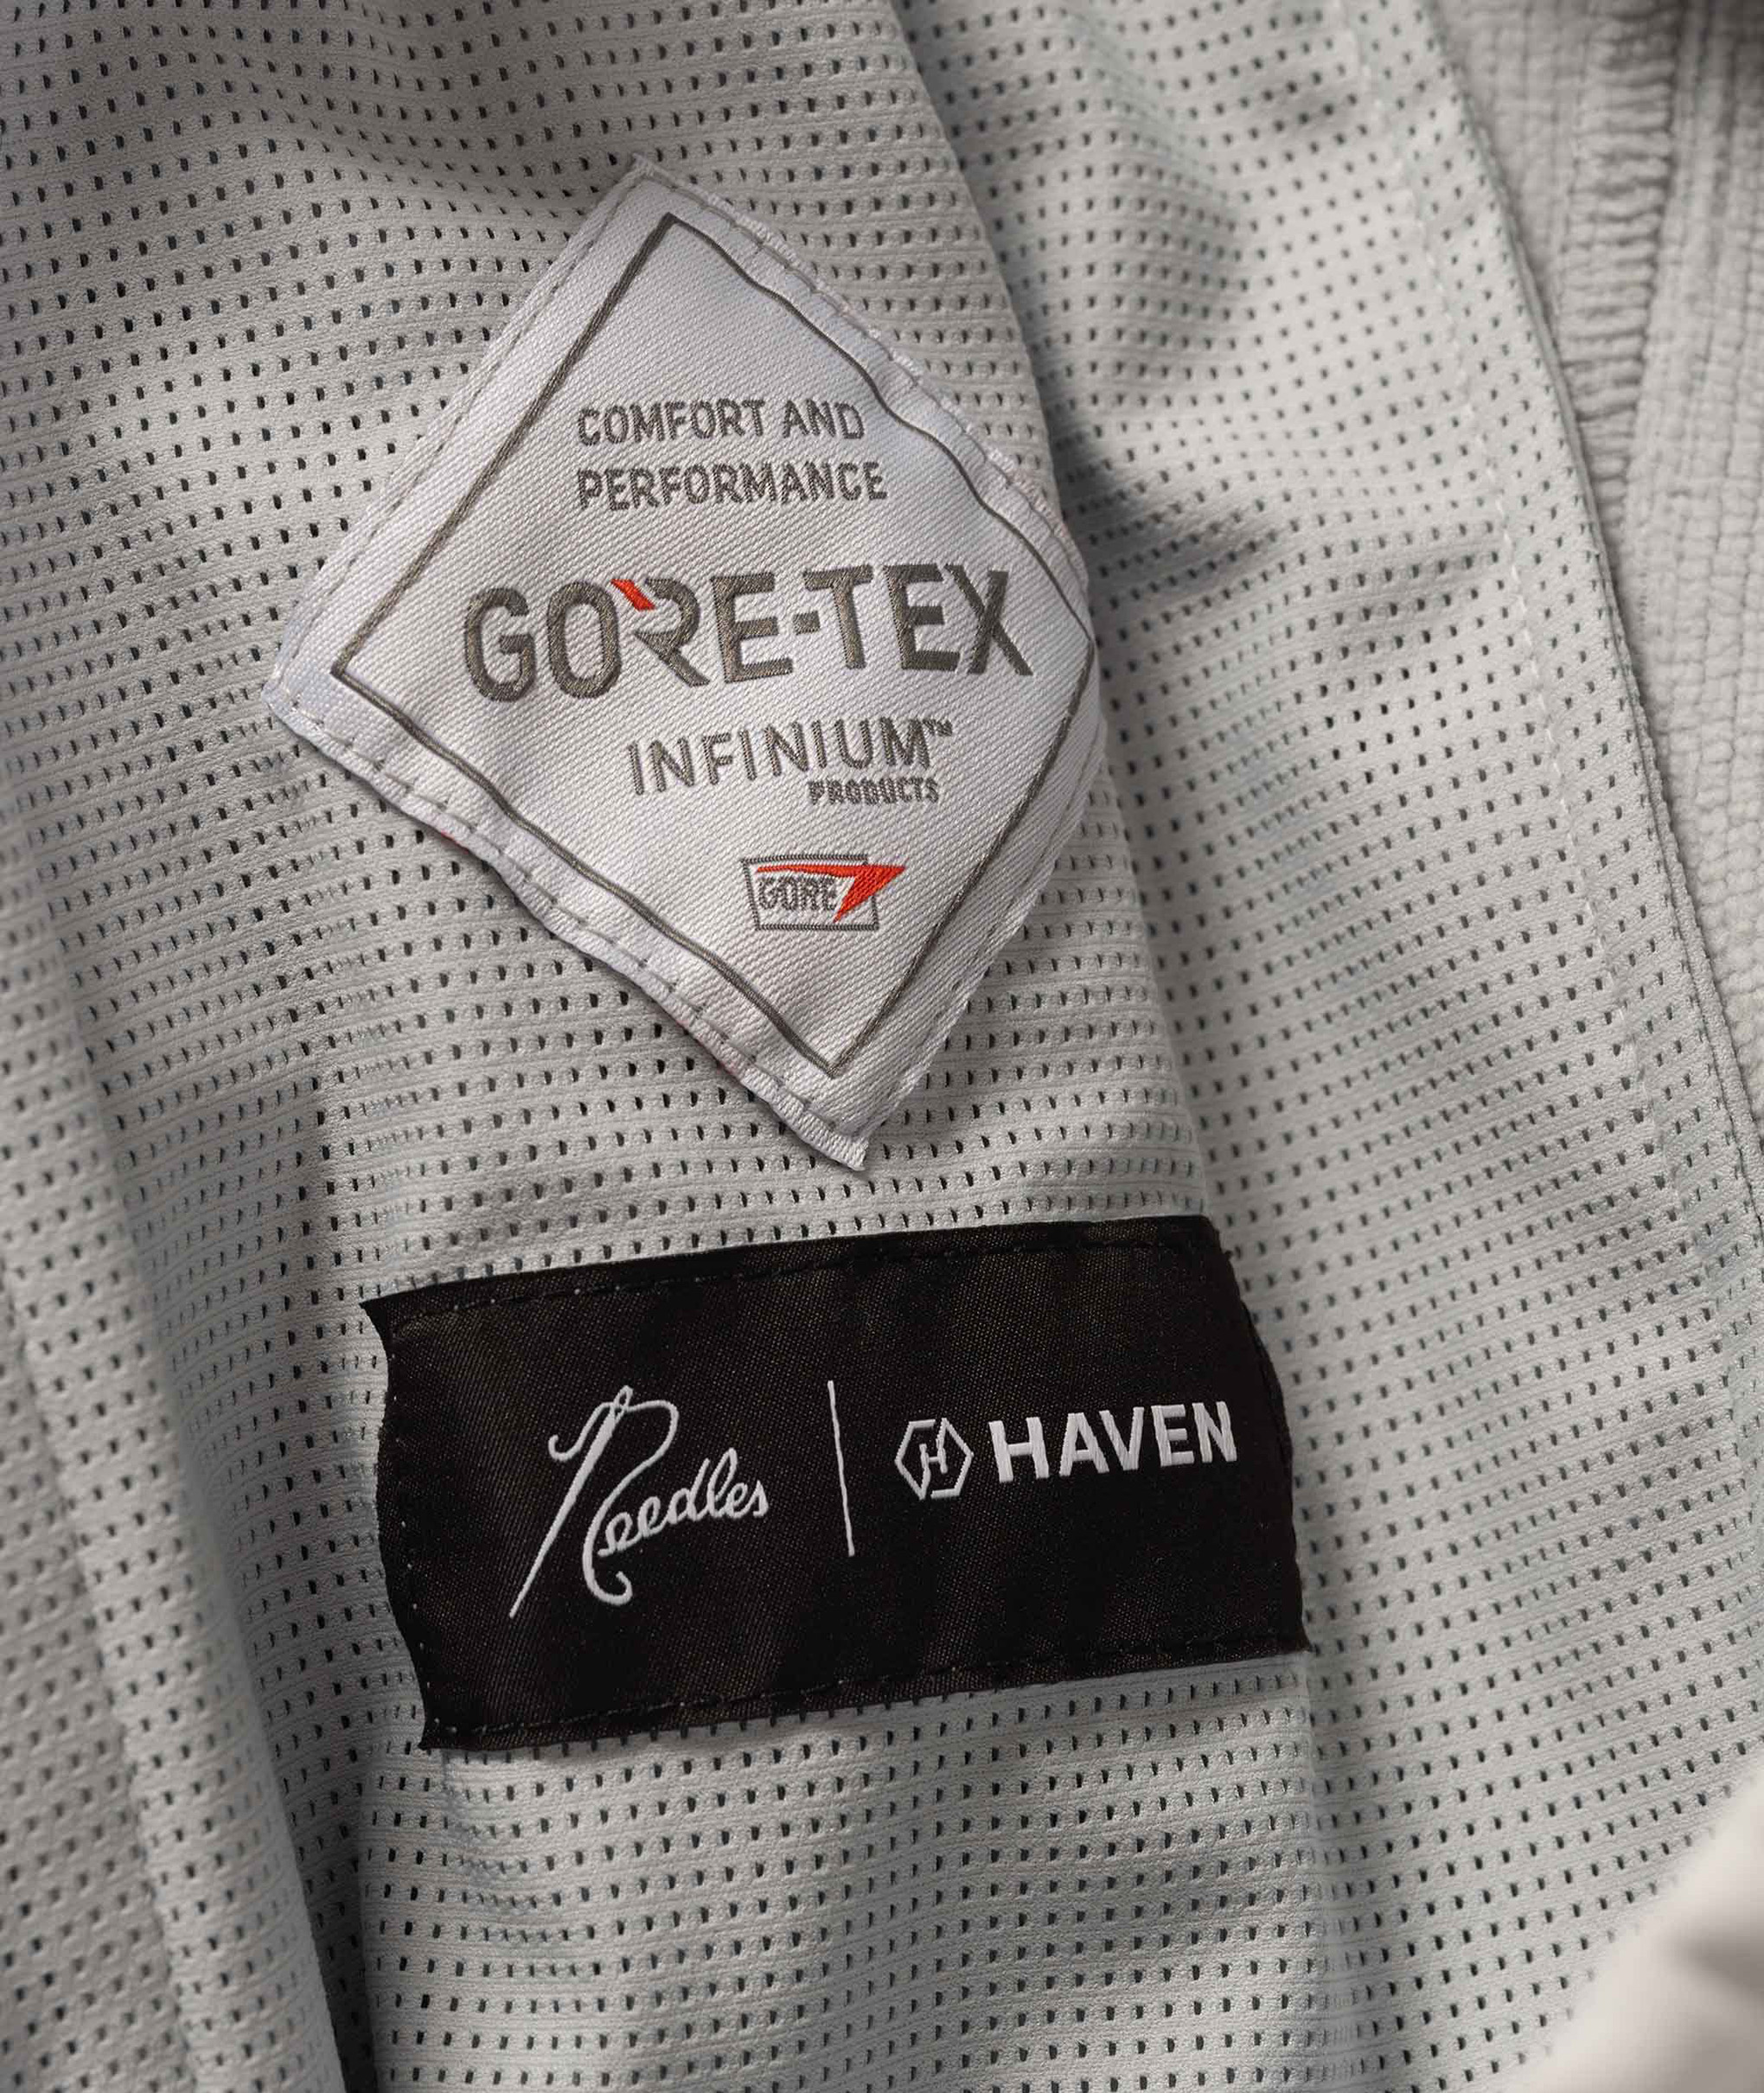 COMFORT AND
PERFORMANCE
GORE-TEX
INFINIUM™
PRODUCTS
GORE
Needles | H HAVEN